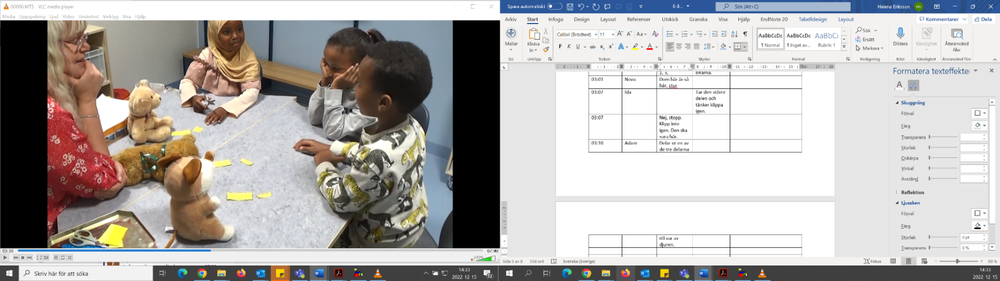 00006.MTS - VLC media player
Media Uppspelning Ljud Video Undertext Verktyg Visa Hjälp
03:10
07:40
100%
Spara automatiskt
6-å...
Sök (Alt+C)
Helena Eriksson
HE
Arkiv Start Infoga Design Layout Referenser Utskick Granska Visa Hjälp EndNote 20 Tabelldesign Layout
Kommentarer
Dela
Mallar
SU
Klistra in
Urklipp
Calibri (Brödtext) 11
F K U
Tecken
Stycke
AaBbCcDc AaBbCcDc AaBbCc
¶ Normal ¶ Inget av... Rubrik 1
Format
Sök
Ersätt
Markera
Redigering
Diktera
Röst
Känslighet
Känslighet
Återanvänd filer
Återanvänd filer
2, 3, bitarna.
03:01 Nova Dom här är så
här, stur
03:07 Ida Tar den större
delen och
tänker klippa
igen.
03:07 Nej, stopp.
Klipp inte
igen. Den ska
vara här.
03:10 Adam Delar ut en av
de tre delarna
till var av
djuren.
Formatera texteffekter
Skuggning
Förval
Färg
Transparens
Storlek
Oskärpa
Vinkel
Avstånd
Reflektion
Ljussken
Förval
Färg
Storlek 0 pt
Transparens 0 %
Sida 5 av 8 558 ord Svenska (Sverige)
Fokus
90 %
Skriv här för att söka
14:33
2022-12-15
32
14:33
2022-12-15